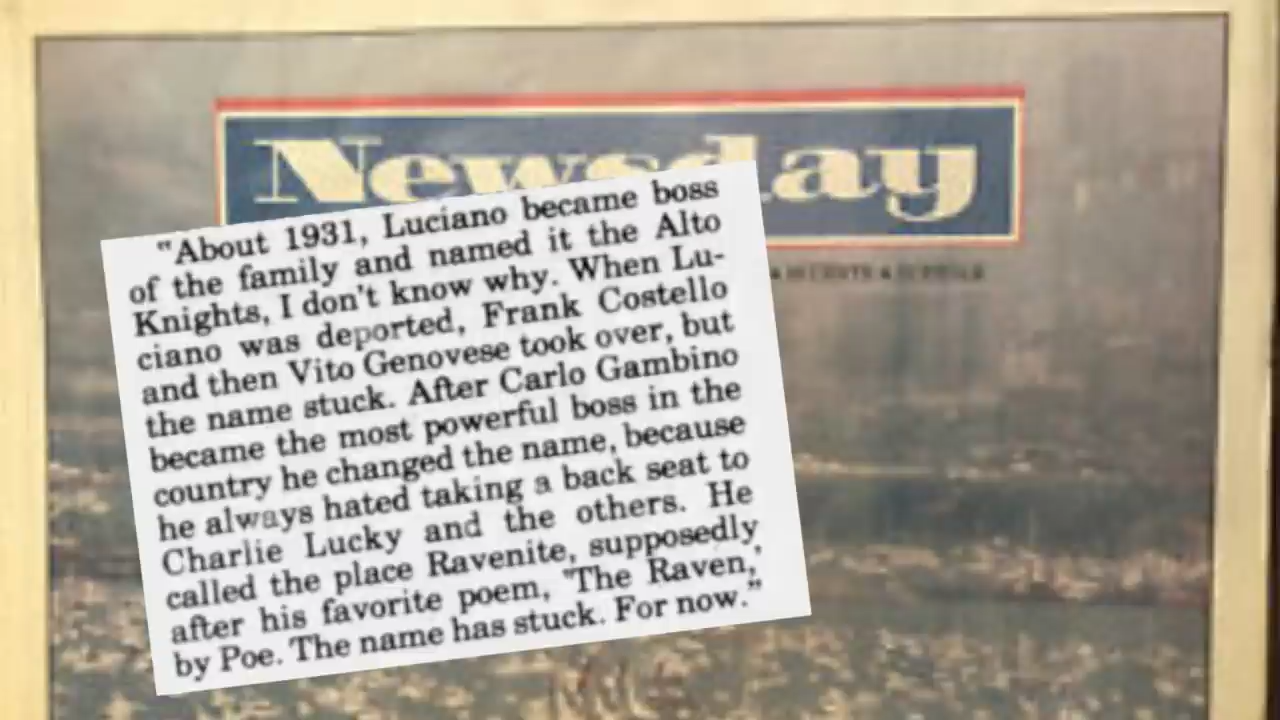 Newsday
"About 1931, Luciano became boss
of the family and named it the Alto
Knights, I don't know why. When Lu-
ciano was deported, Frank Costello
and then Vito Genovese took over, but
the name stuck. After Carlo Gambino
became the most powerful boss in the
country he changed the name, because
he always hated taking a back seat to
Charlie Lucky and the others. He
called the place Ravenite, supposedly
after his favorite poem, "The Raven,'
by Poe. The name has stuck. For now."